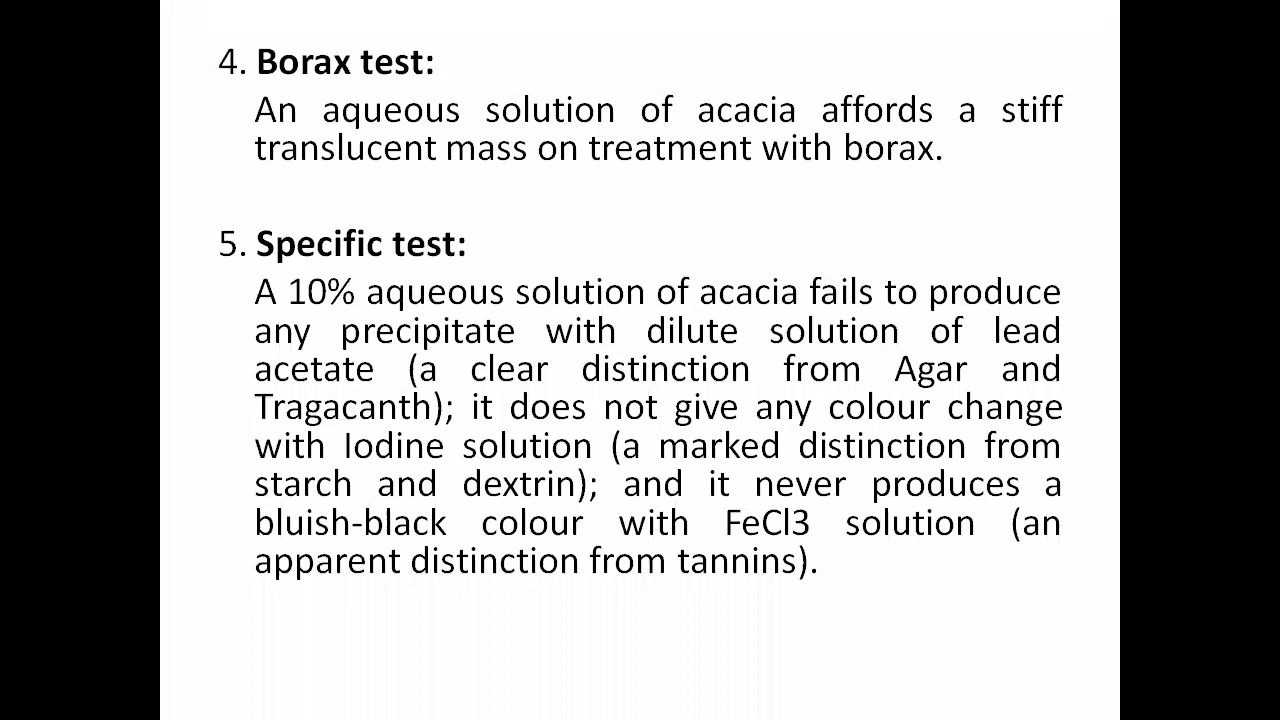 4. Borax test:
An aqueous solution of acacia affords a stiff
translucent mass on treatment with borax.
5. Specific test:
A 10% aqueous solution of acacia fails to produce
any precipitate with dilute solution of lead
acetate (a clear distinction from Agar and
Tragacanth); it does not give any colour change
with Iodine solution (a marked distinction from
starch and dextrin); and it never produces a
bluish-black colour with FeCl3 solution (an
apparent distinction from tannins).